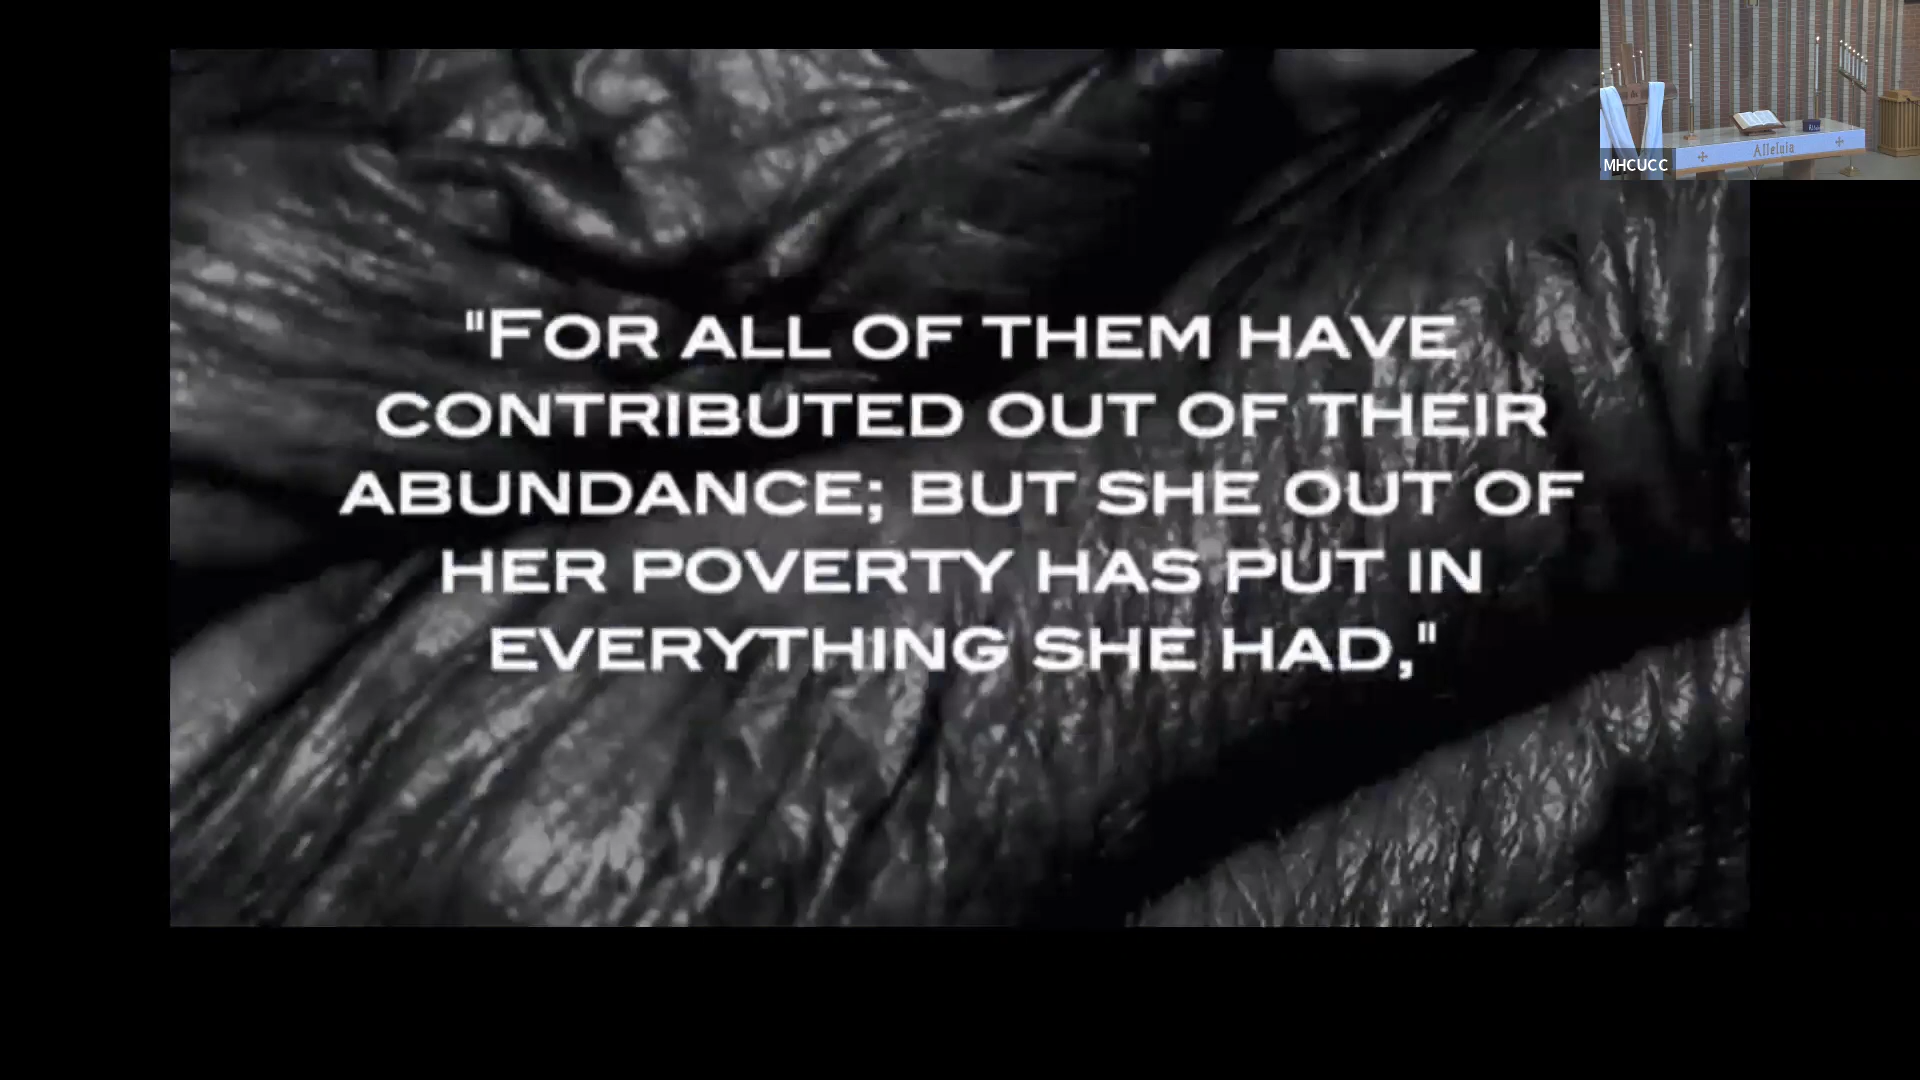 "FOR ALL OF THEM HAVE
CONTRIBUTED OUT OF THEIR
ABUNDANCE; BUT SHE OUT OF
HER POVERTY HAS PUT IN
EVERYTHING SHE HAD,"
MHCUCC
Alleluia